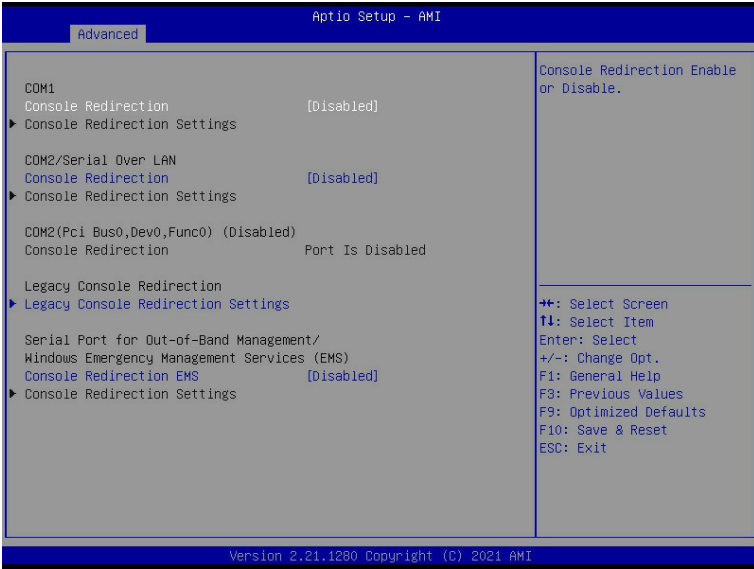 Aptio Setup – AMI
Advanced
COM1
Console Redirection [Disabled]
▶ Console Redirection Settings
COM2/Serial Over LAN
Console Redirection [Disabled]
▶ Console Redirection Settings
COM2(Pci Bus0,Dev0,Func0) (Disabled)
Console Redirection Port Is Disabled
Legacy Console Redirection
▶ Legacy Console Redirection Settings
Serial Port for Out-of-Band Management/
Windows Emergency Management Services (EMS)
Console Redirection EMS [Disabled]
▶ Console Redirection Settings
Console Redirection Enable
or Disable.
→←: Select Screen
↑↓: Select Item
Enter: Select
+/-: Change Opt.
F1: General Help
F3: Previous Values
F9: Optimized Defaults
F10: Save & Reset
ESC: Exit
Version 2.21.1280 Copyright (C) 2021 AMI